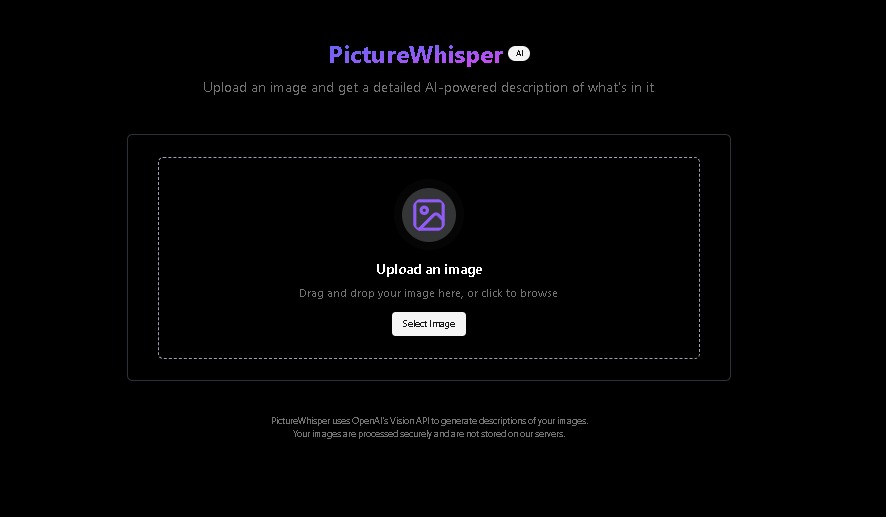 PictureWhisper AI
Upload an image and get a detailed AI-powered description of what's in it
Upload an image
Drag and drop your image here, or click to browse
Select Image
PictureWhisper uses OpenAI's Vision API to generate descriptions of your images.
Your images are processed securely and are not stored on our servers.